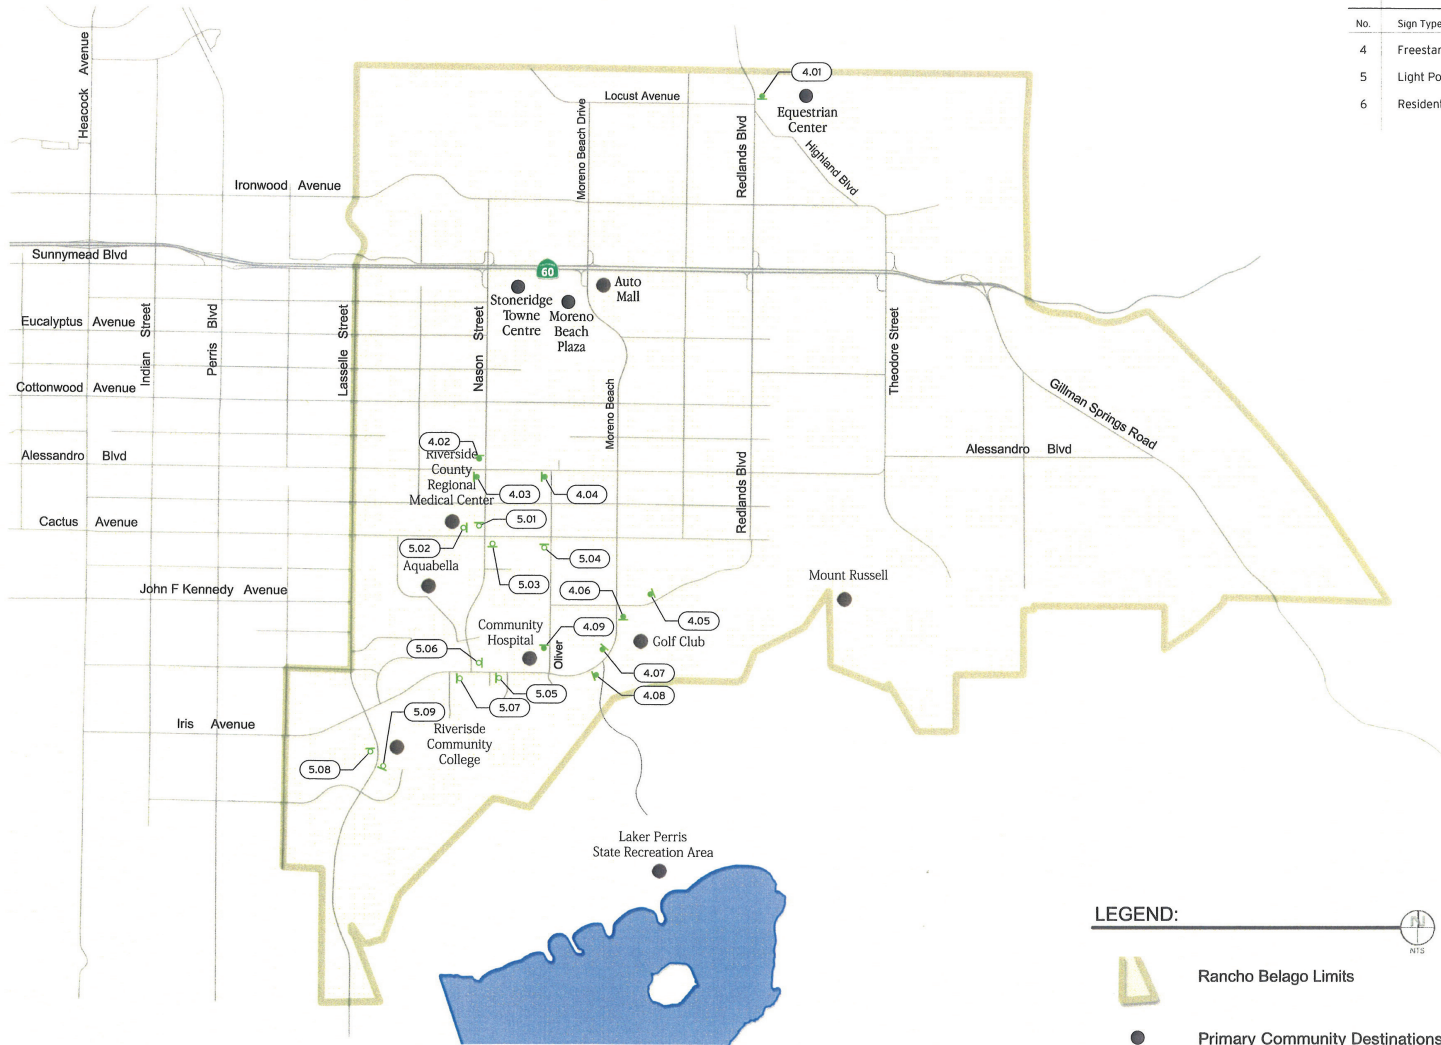 No. Sign Type
4 Freestan
5 Light Po
6 Resident
Heacock Avenue
4.01
Locust Avenue
Equestrian
Center
Moreno Beach Drive
Redlands Blvd
Highland Blvd
Ironwood Avenue
Sunnymead Blvd
60
Auto
Mall
Stoneridge
Towne
Centre
Moreno
Beach
Plaza
Eucalyptus Avenue
Indian Street
Perris Blvd
Lasselle Street
Nason Street
Theodore Street
Cottonwood Avenue
Moreno Beach
Gillman Springs Road
4.02
Alessandro Blvd
Alessandro Blvd
Riverside
County
Regional
Medical Center
4.03
4.04
Redlands Blvd
Cactus Avenue
5.01
5.02
5.04
Aquabella
5.03
Mount Russell
John F Kennedy Avenue
4.06
4.05
Community
Hospital
4.09
Golf Club
5.06
Oliver
4.07
5.05
4.08
5.07
5.09
Iris Avenue
Riverisde
Community
College
5.08
Laker Perris
State Recreation Area
LEGEND:
N
NTS
Rancho Belago Limits
Primary Community Destinations